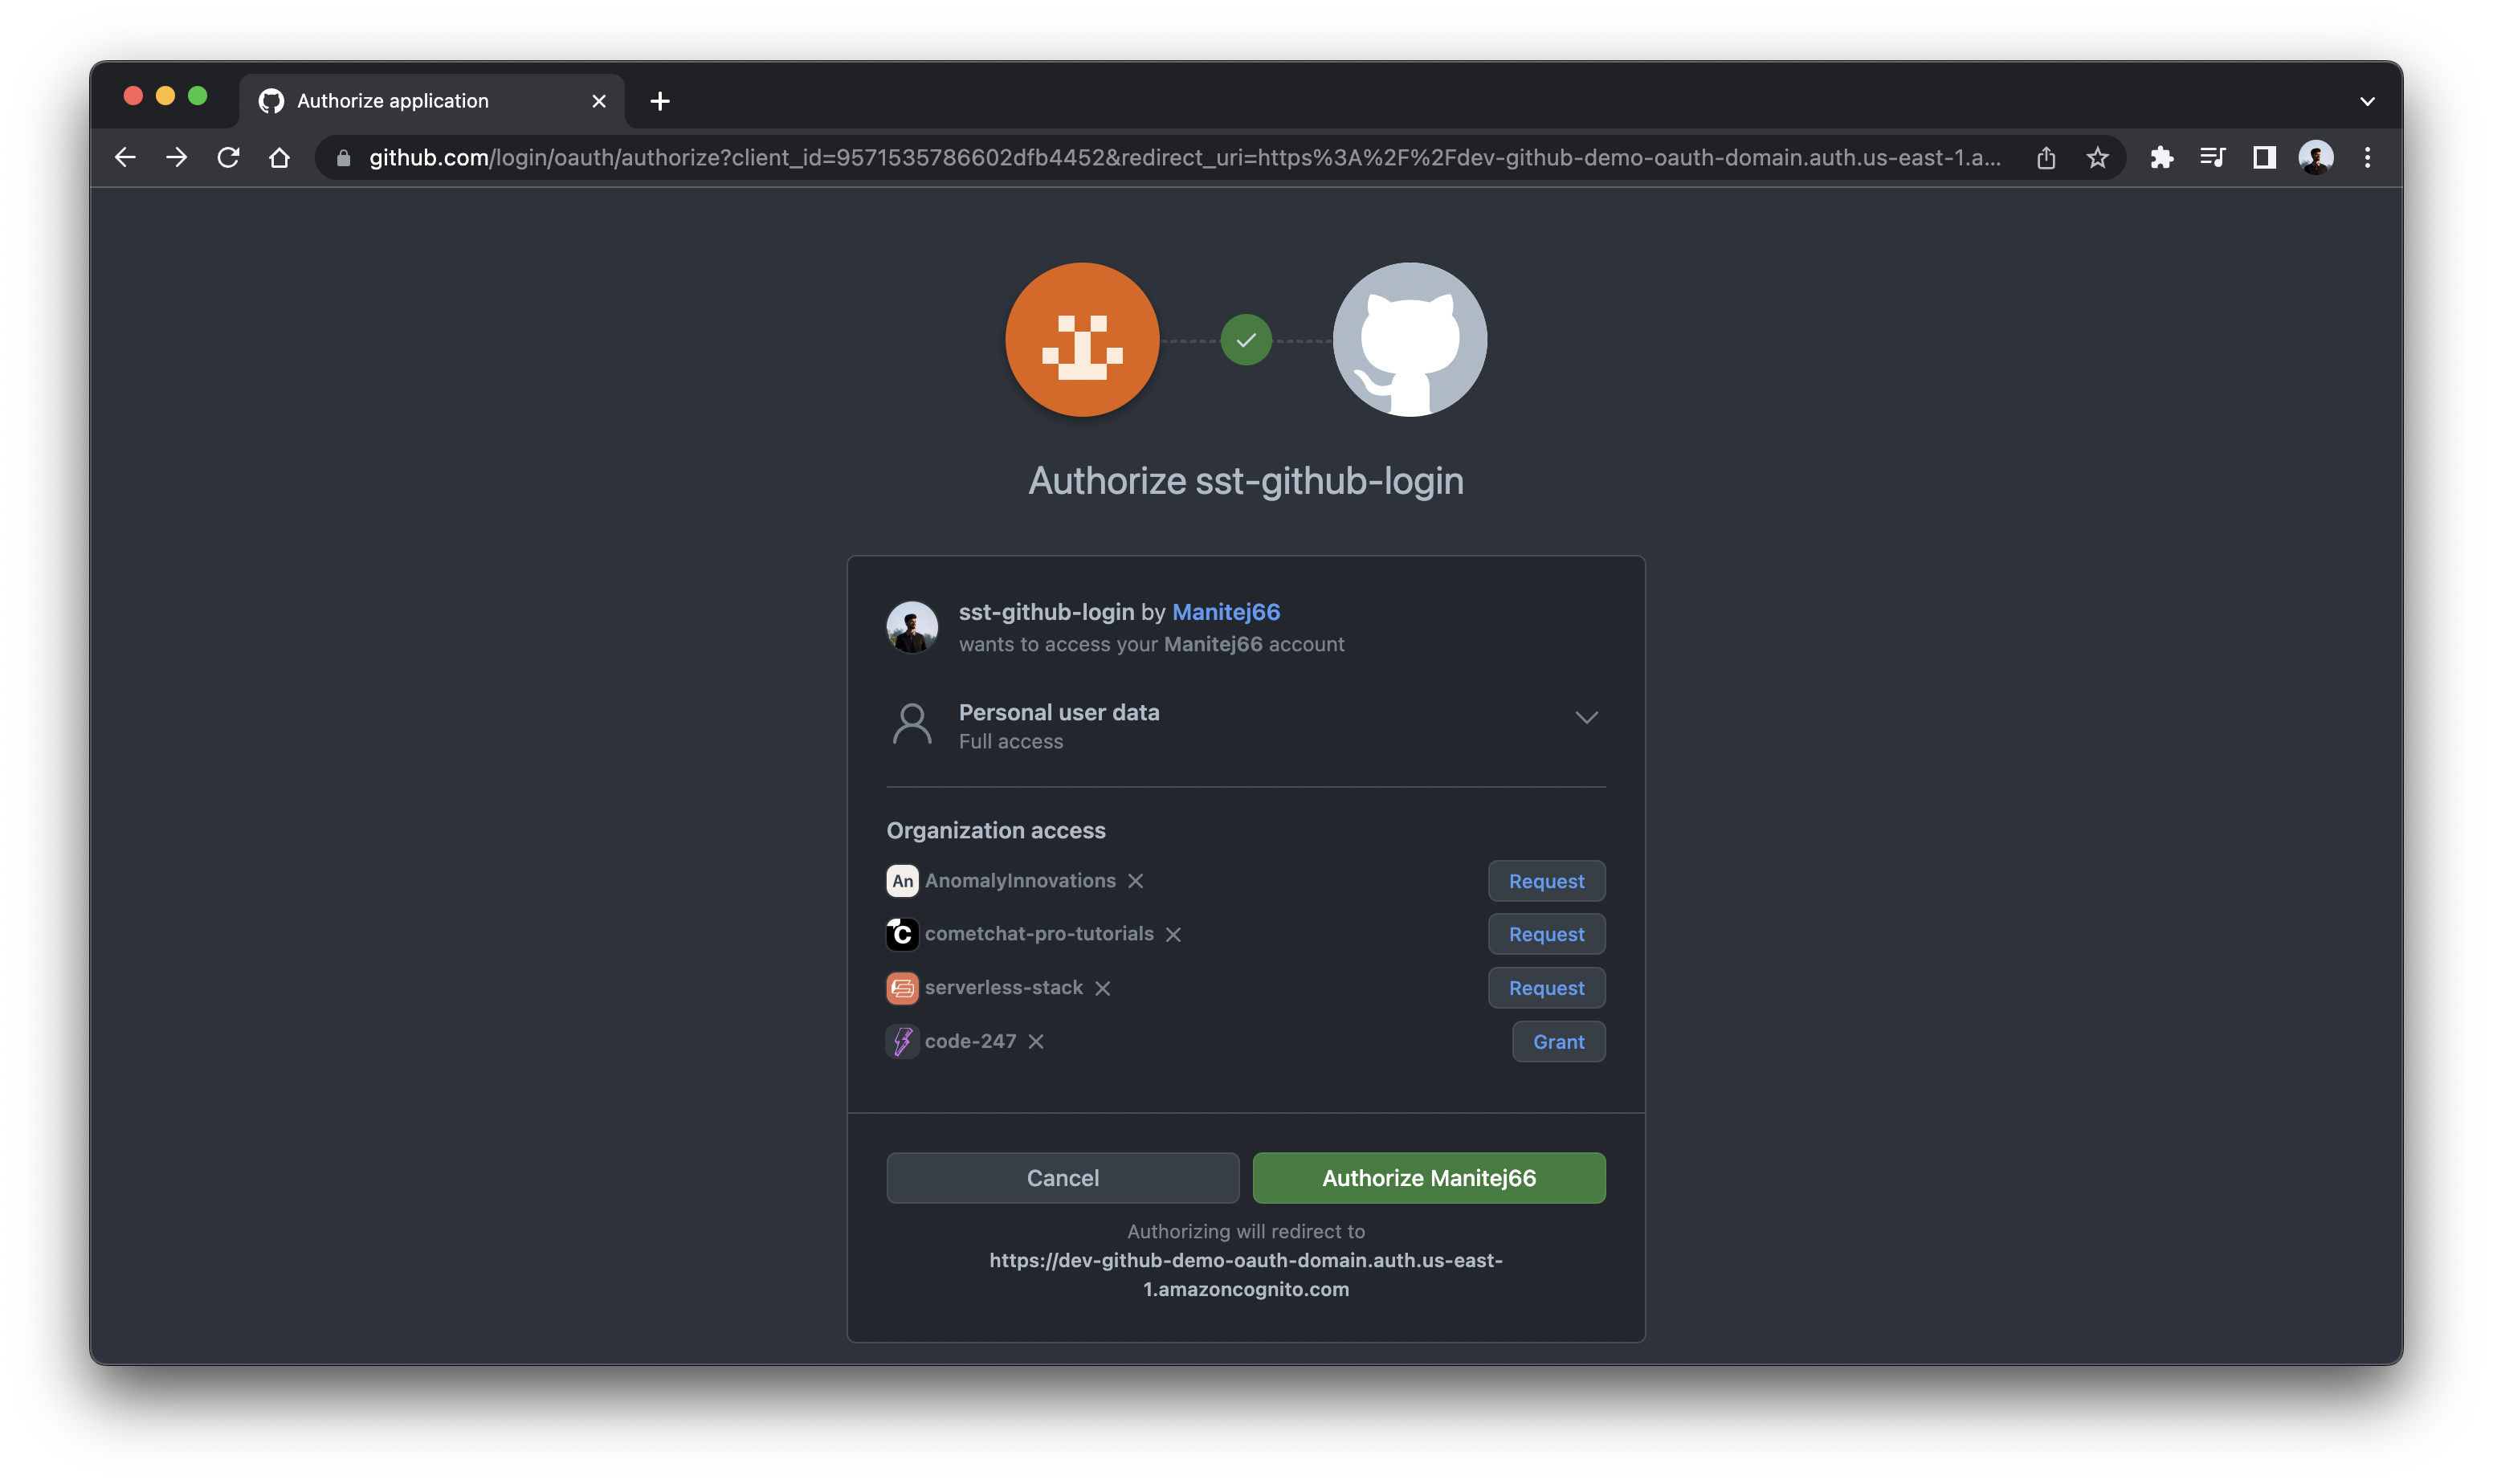 Authorize application
github.com/login/oauth/authorize?client_id=9571535786602dfb4452&redirect_uri=https%3A%2F%2Fdev-github-demo-oauth-domain.auth.us-east-1.a...
Authorize sst-github-login
sst-github-login by Manitej66
wants to access your Manitej66 account
Personal user data
Full access
Organization access
An AnomalyInnovations Request
C cometchat-pro-tutorials Request
serverless-stack Request
code-247 Grant
Cancel Authorize Manitej66
Authorizing will redirect to
https://dev-github-demo-oauth-domain.auth.us-east-
1.amazoncognito.com